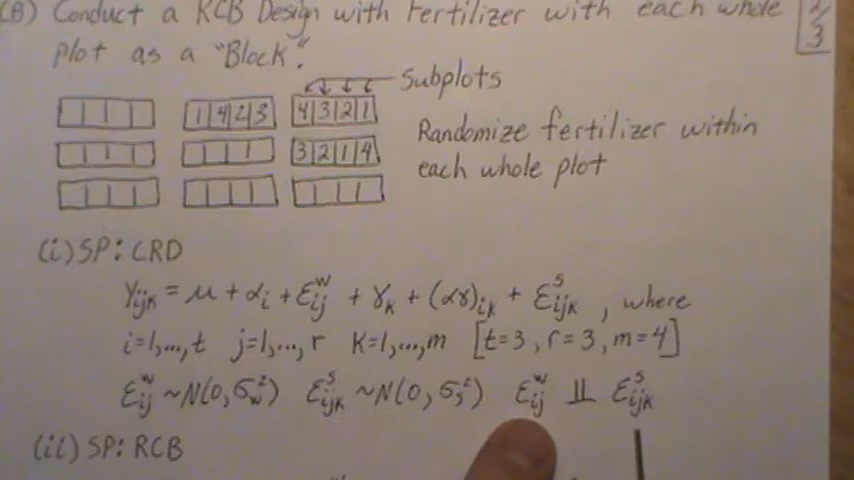 (B) Conduct a RCB Design with Fertilizer with each whole
plot as a "Block".
2/3
Subplots
1 4 2 3
4 3 2 1
Randomize fertilizer within
each whole plot
3 2 1 4
(i) SP: CRD
Y_ijk = μ + α_i + ε^w_ij + γ_k + (αγ)_ik + ε^s_ijk , where
i=1,...,t j=1,...,r k=1,...,m [t=3, r=3, m=4]
ε^w_ij ~N(0,σ²_w) ε^s_ijk ~N(0,σ²_s) ε^w_ij ⫫ ε^s_ijk
(ii) SP: RCB